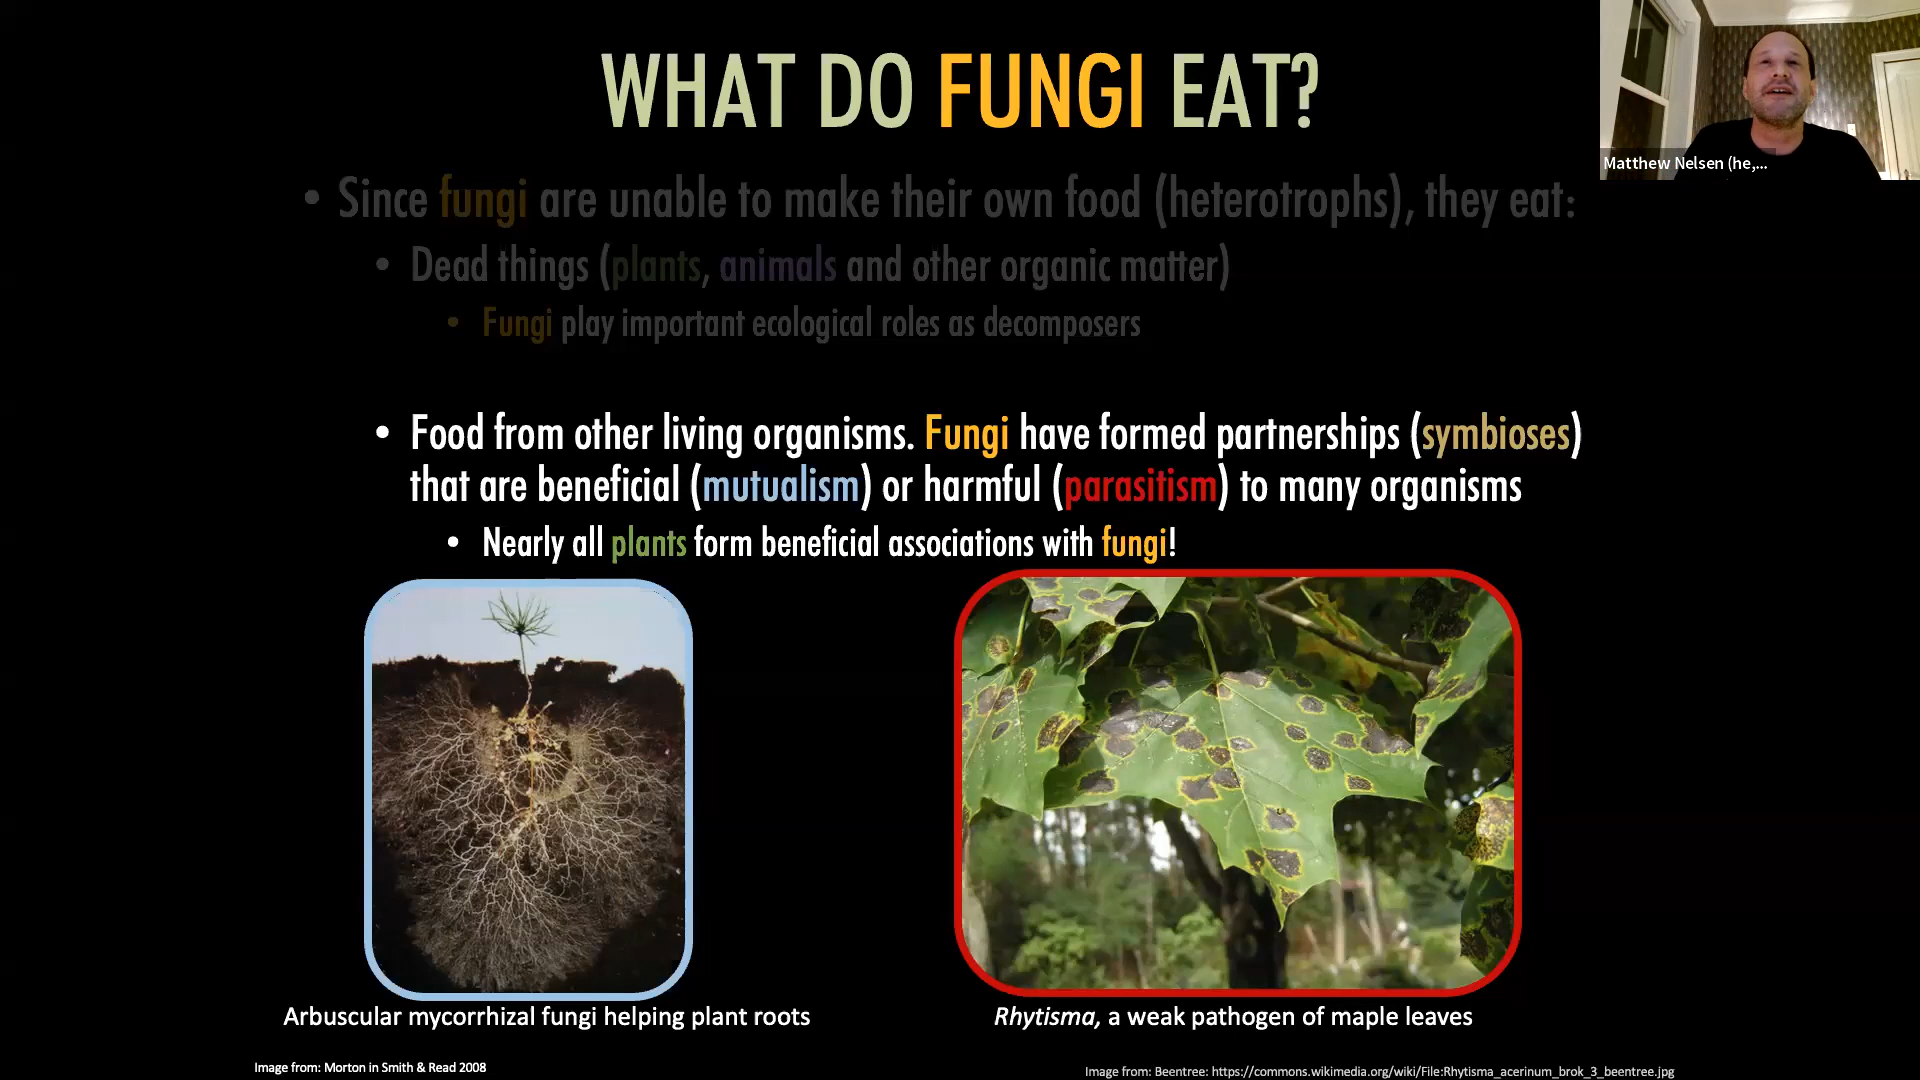 WHAT DO FUNGI EAT?
Matthew Nelsen (he,...
• Since fungi are unable to make their own food (heterotrophs), they eat:
• Dead things (plants, animals and other organic matter)
• Fungi play important ecological roles as decomposers
• Food from other living organisms. Fungi have formed partnerships (symbioses)
that are beneficial (mutualism) or harmful (parasitism) to many organisms
• Nearly all plants form beneficial associations with fungi!
Arbuscular mycorrhizal fungi helping plant roots
Rhytisma, a weak pathogen of maple leaves
Image from: Morton in Smith & Read 2008
Image from: Beentree: https://commons.wikimedia.org/wiki/File:Rhytisma_acerinum_brok_3_beentree.jpg